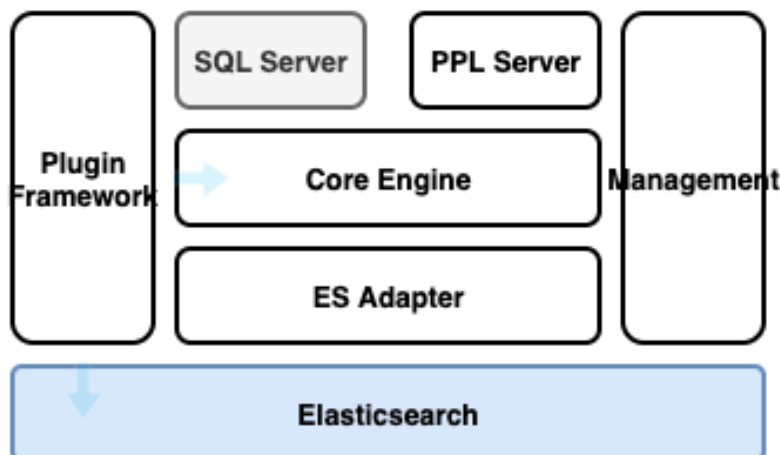 SQL Server
PPL Server
Plugin
Framework
Core Engine
Management
ES Adapter
Elasticsearch